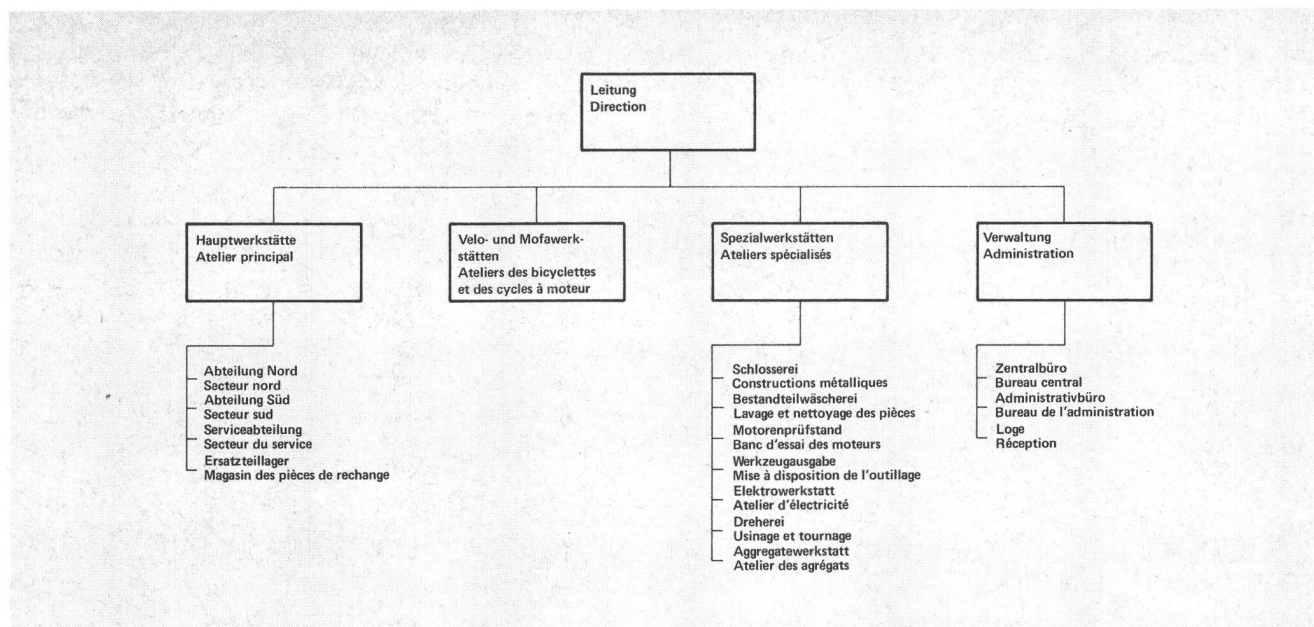 Leitung
Direction
Hauptwerkstätte
Atelier principal
Velo- und Mofawerk-
stätten
Ateliers des bicyclettes
et des cycles à moteur
Spezialwerkstätten
Ateliers spécialisés
Verwaltung
Administration
Abteilung Nord
Secteur nord
Abteilung Süd
Secteur sud
Serviceabteilung
Secteur du service
Ersatzteillager
Magasin des pièces de rechange
Schlosserei
Constructions métalliques
Bestandteilwäscherei
Lavage et nettoyage des pièces
Motorenprüfstand
Banc d'essai des moteurs
Werkzeugausgabe
Mise à disposition de l'outillage
Elektrowerkstatt
Atelier d'électricité
Dreherei
Usinage et tournage
Aggregatewerkstatt
Atelier des agrégats
Zentralbüro
Bureau central
Administrativbüro
Bureau de l'administration
Loge
Réception